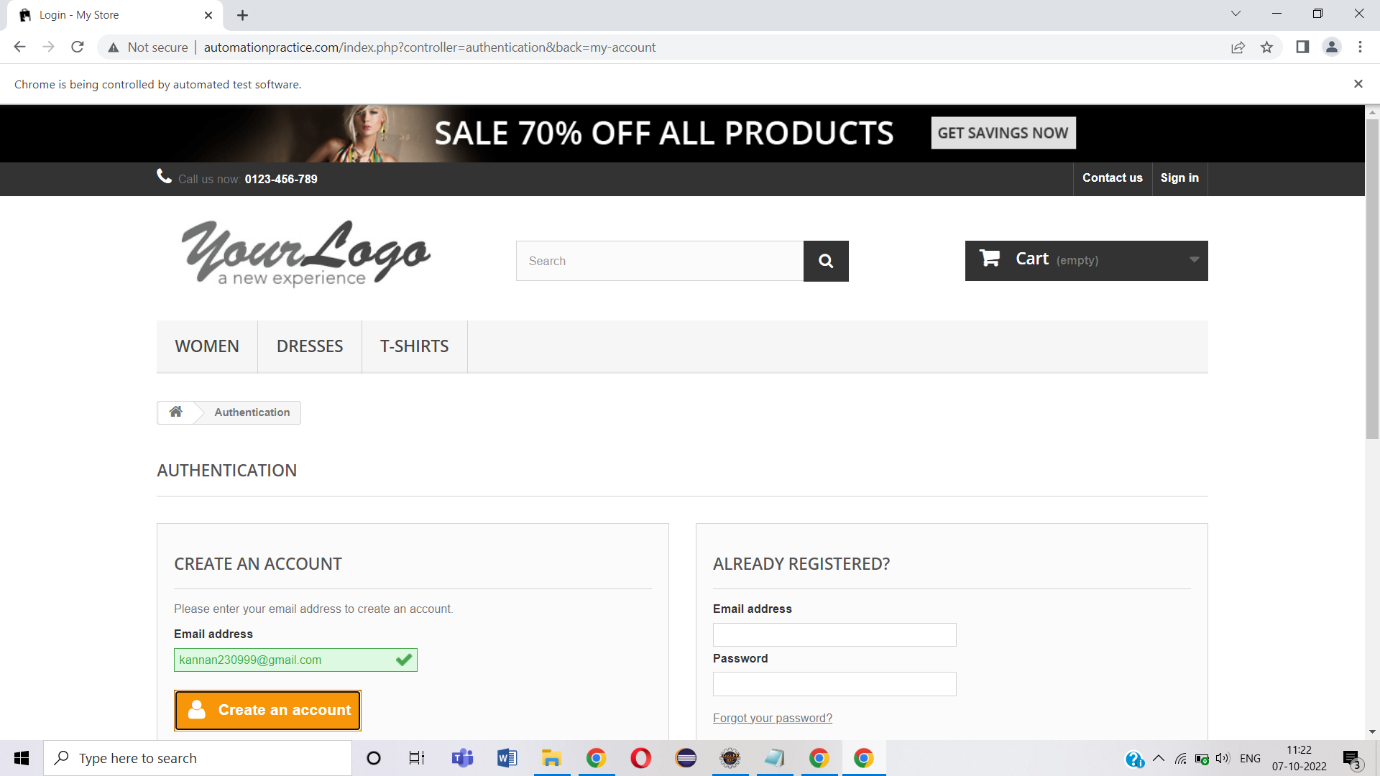 Login - My Store
Not secure automationpractice.com/index.php?controller=authentication&back=my-account
Chrome is being controlled by automated test software.
SALE 70% OFF ALL PRODUCTS GET SAVINGS NOW
Call us now: 0123-456-789 Contact us Sign in
YourLogo
a new experience
Search
Cart (empty)
WOMEN DRESSES T-SHIRTS
Authentication
AUTHENTICATION
CREATE AN ACCOUNT
Please enter your email address to create an account.
Email address
kannan230999@gmail.com
Create an account
ALREADY REGISTERED?
Email address
Password
Forgot your password?
Type here to search
ENG
11:22
07-10-2022
3